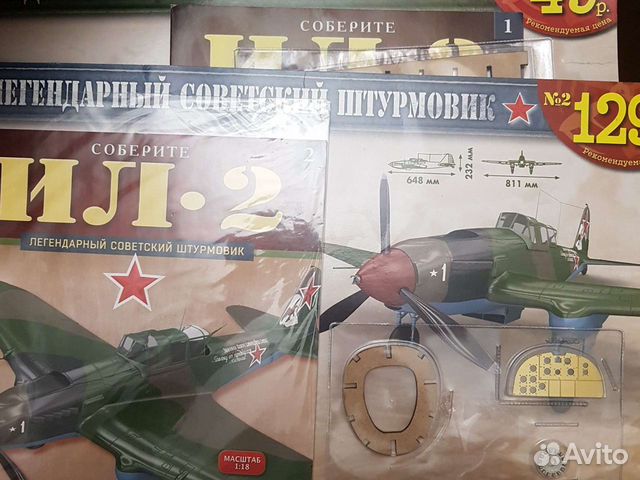 СОБЕРИТЕ
1
р.
Рекомендуемая цена
ЛЕГЕНДАРНЫЙ СОВЕТСКИЙ ШТУРМОВИК
№2
129
Рекомендуемая
СОБЕРИТЕ
2
ИЛ-2
ЛЕГЕНДАРНЫЙ СОВЕТСКИЙ ШТУРМОВИК
648 ММ
232 ММ
811 ММ
1
1
МАСШТАБ
1:18
Avito